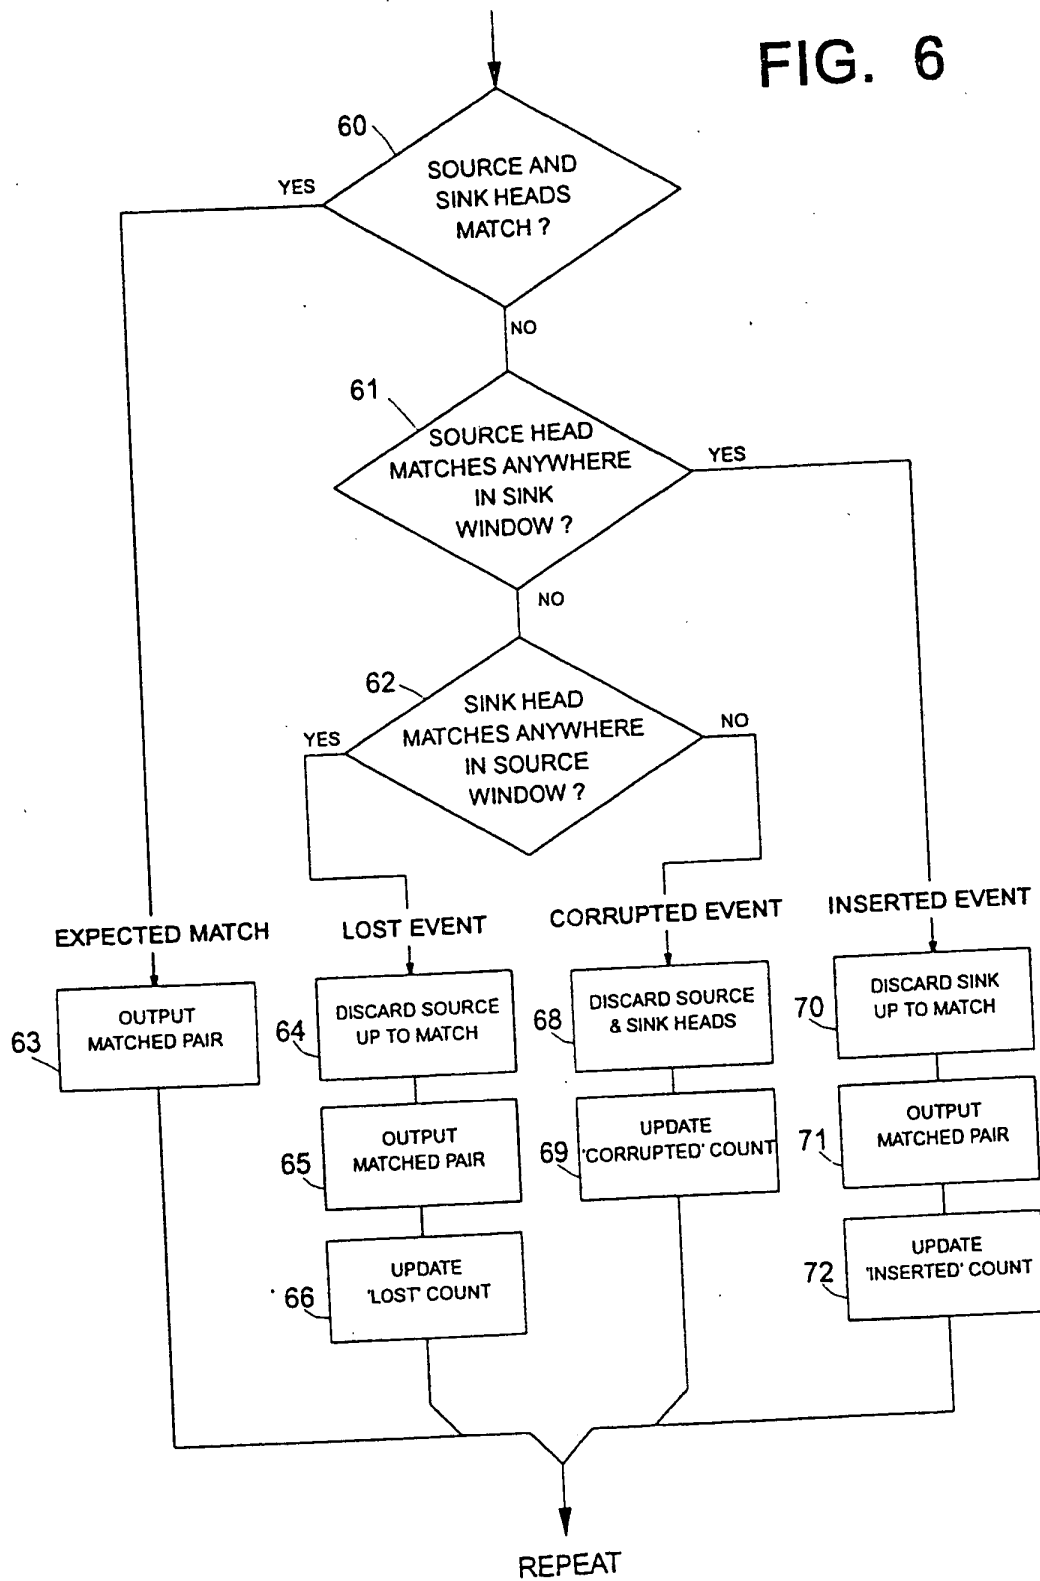 FIG. 6
60
SOURCE AND
SINK HEADS
MATCH ?
YES
NO
61
SOURCE HEAD
MATCHES ANYWHERE
IN SINK
WINDOW ?
YES
NO
62
SINK HEAD
MATCHES ANYWHERE
IN SOURCE
WINDOW ?
YES
NO
EXPECTED MATCH
LOST EVENT
CORRUPTED EVENT
INSERTED EVENT
63
OUTPUT
MATCHED PAIR
64
DISCARD SOURCE
UP TO MATCH
65
OUTPUT
MATCHED PAIR
66
UPDATE
'LOST' COUNT
68
DISCARD SOURCE
& SINK HEADS
69
UPDATE
'CORRUPTED' COUNT
70
DISCARD SINK
UP TO MATCH
71
OUTPUT
MATCHED PAIR
72
UPDATE
'INSERTED' COUNT
REPEAT